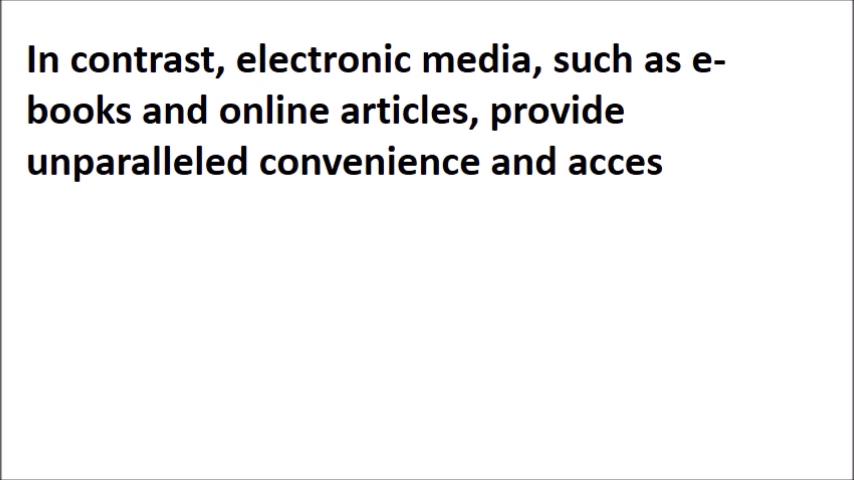 In contrast, electronic media, such as e-
books and online articles, provide
unparalleled convenience and acces